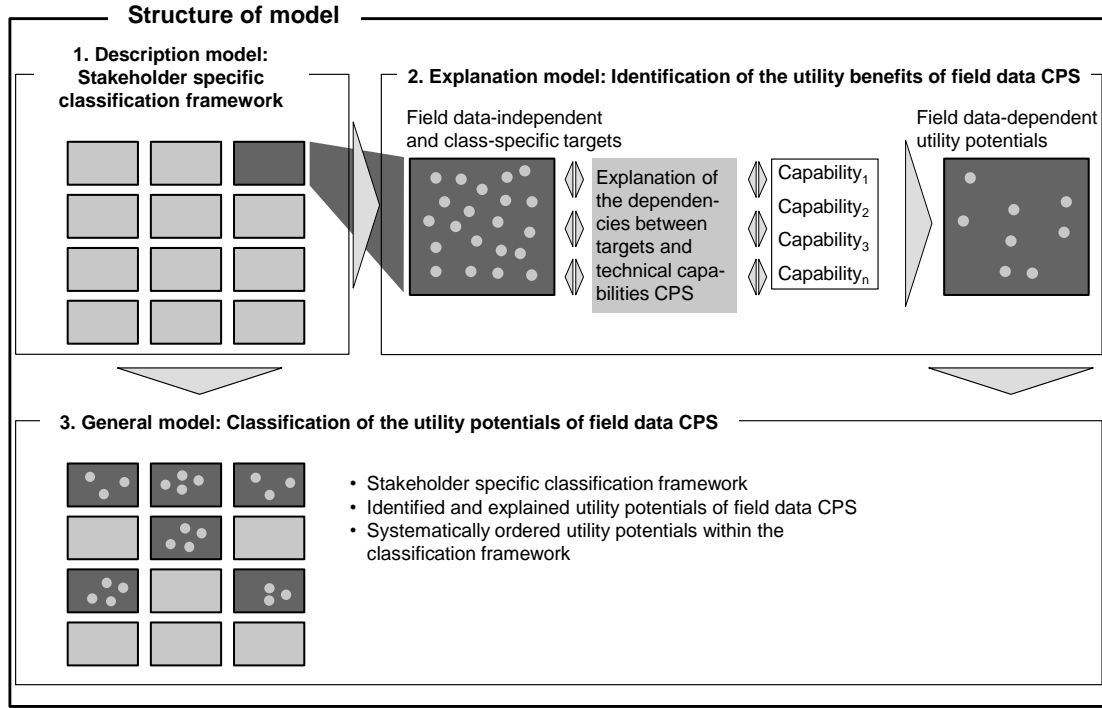 Structure of model
1. Description model:
Stakeholder specific
classification framework
2. Explanation model: Identification of the utility benefits of field data CPS
Field data-independent
and class-specific targets
Explanation of
the dependen-
cies between
targets and
technical capa-
bilities CPS
Capability1
Capability2
Capability3
Capabilityn
Field data-dependent
utility potentials
3. General model: Classification of the utility potentials of field data CPS
• Stakeholder specific classification framework
• Identified and explained utility potentials of field data CPS
• Systematically ordered utility potentials within the
classification framework